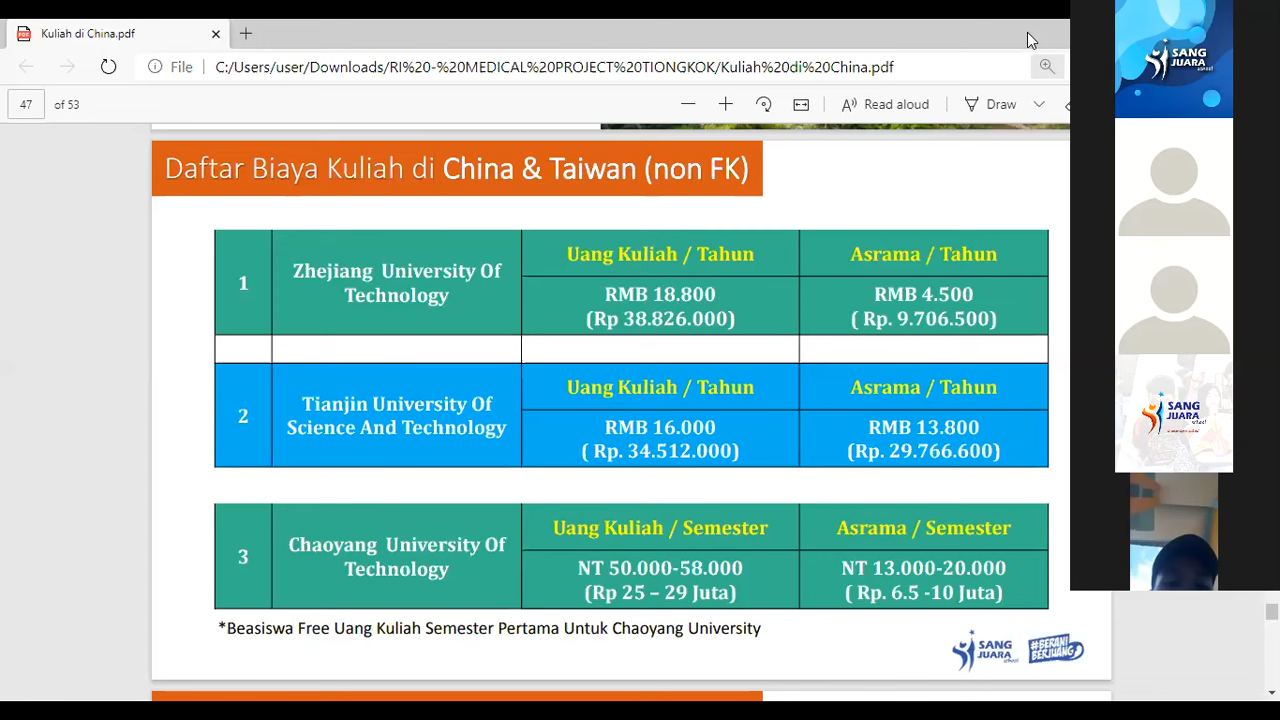 Kuliah di China.pdf
File
C:/Users/user/Downloads/RI%20-%20MEDICAL%20PROJECT%20TIONGKOK/Kuliah%20di%20China.pdf
47 of 53
Read aloud
Draw
Daftar Biaya Kuliah di China & Taiwan (non FK)
1
Zhejiang University Of
Technology
Uang Kuliah / Tahun
RMB 18.800
(Rp 38.826.000)
Asrama / Tahun
RMB 4.500
( Rp. 9.706.500)
2
Tianjin University Of
Science And Technology
Uang Kuliah / Tahun
RMB 16.000
( Rp. 34.512.000)
Asrama / Tahun
RMB 13.800
(Rp. 29.766.600)
3
Chaoyang University Of
Technology
Uang Kuliah / Semester
NT 50.000-58.000
(Rp 25 – 29 Juta)
Asrama / Semester
NT 13.000-20.000
( Rp. 6.5 -10 Juta)
*Beasiswa Free Uang Kuliah Semester Pertama Untuk Chaoyang University
SANG
JUARA
school
#BERANI
BERJUANG
SANG
JUARA
school
SANG
JUARA
school